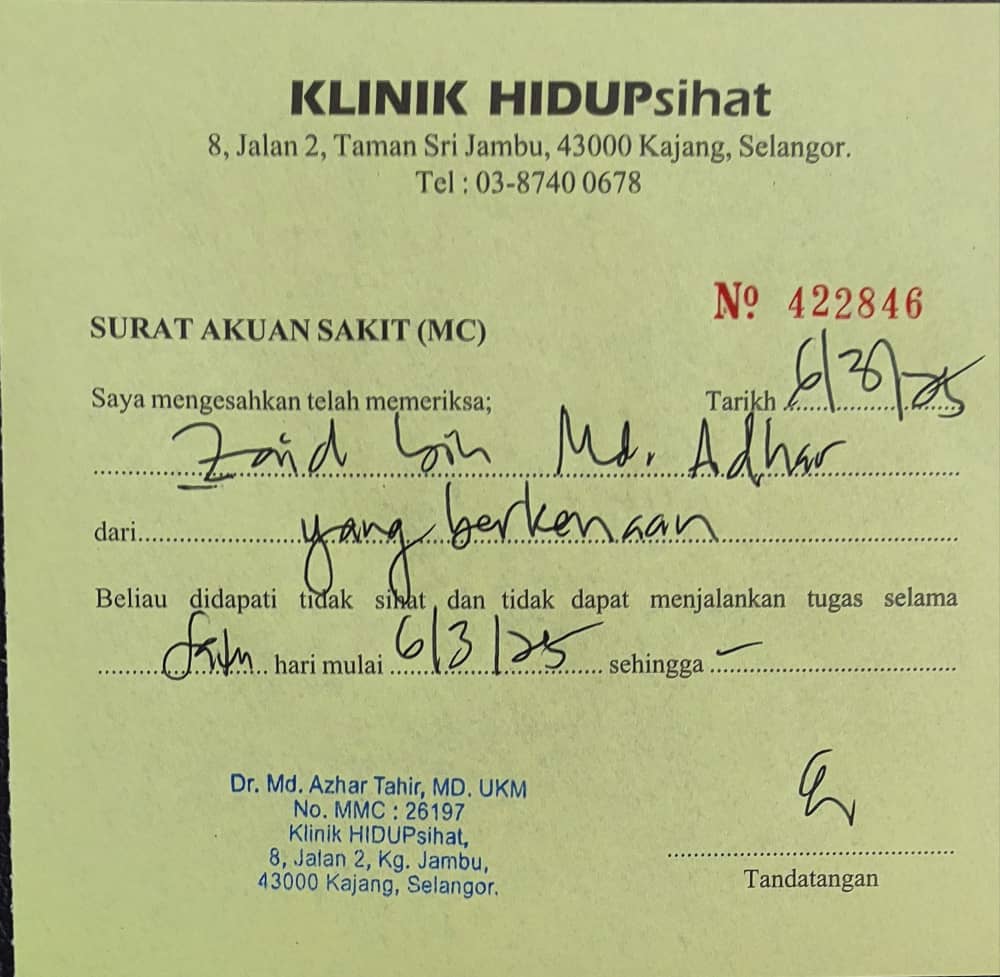 KLINIK HIDUPsihat
8, Jalan 2, Taman Sri Jambu, 43000 Kajang, Selangor.
Tel : 03-8740 0678
Nº 422846
SURAT AKUAN SAKIT (MC)
Saya mengesahkan telah memeriksa; Tarikh 6/3/25
Zaid bin Md. Adhar
dari yang berkenaan
Beliau didapati tidak sihat dan tidak dapat menjalankan tugas selama
satu hari mulai 6/3/25 sehingga -
Dr. Md. Azhar Tahir, MD. UKM
No. MMC : 26197
Klinik HIDUPsihat,
8, Jalan 2, Kg. Jambu,
43000 Kajang, Selangor.
Tandatangan